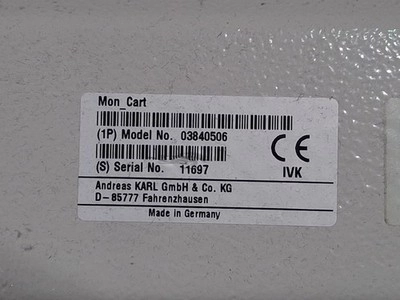 Mon_Cart
(1P) Model No. 03840506
(S) Serial No. 11697
CE
IVK
Andreas KARL GmbH & Co. KG
D-85777 Fahrenzhausen
Made in Germany